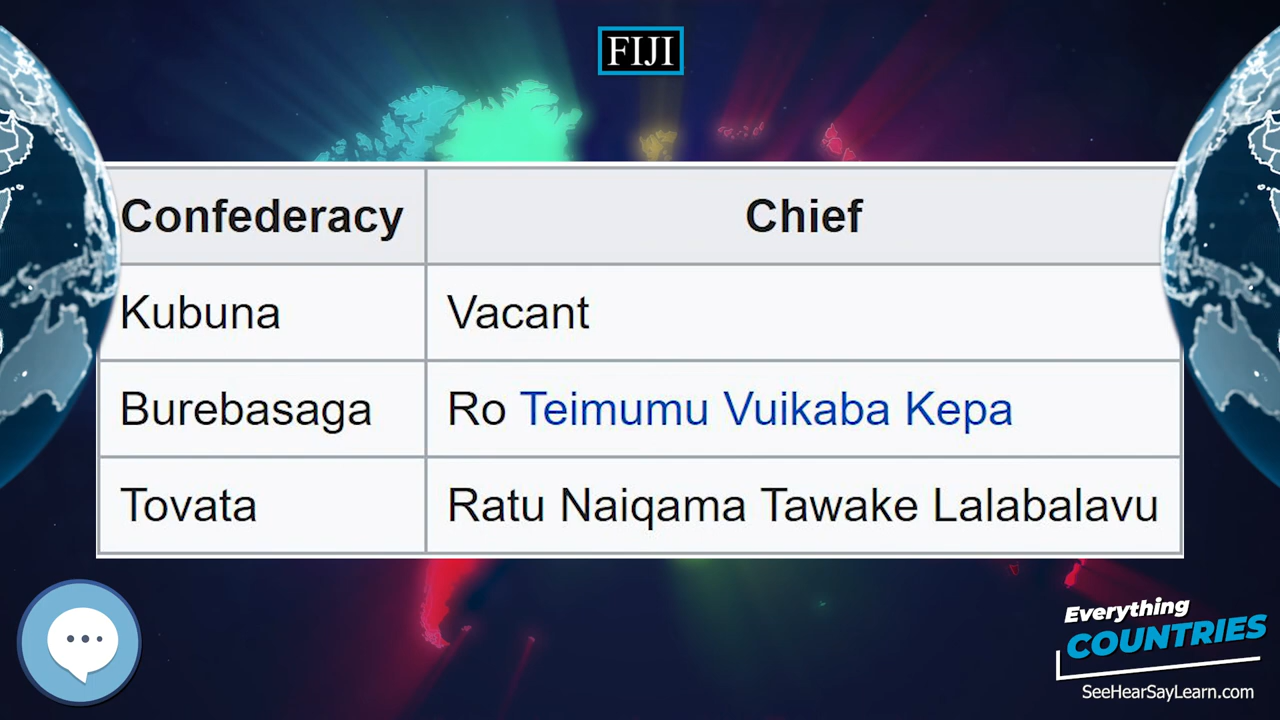 FIJI
Confederacy Chief
Kubuna Vacant
Burebasaga Ro Teimumu Vuikaba Kepa
Tovata Ratu Naiqama Tawake Lalabalavu
Everything
COUNTRIES
SeeHearSayLearn.com